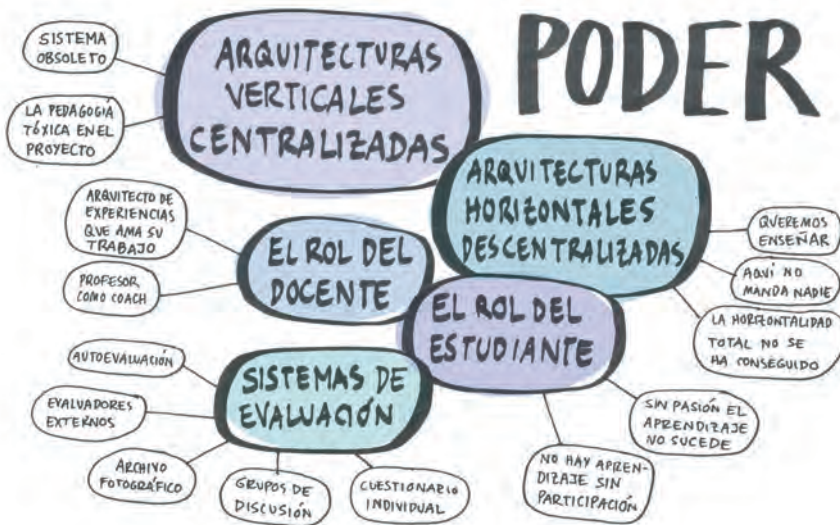 PODER
ARQUITECTURAS
VERTICALES
CENTRALIZADAS
SISTEMA
OBSOLETO
LA PEDAGOGÍA
TÓXICA EN EL
PROYECTO
ARQUITECTURAS
HORIZONTALES
DESCENTRALIZADAS
QUEREMOS
ENSEÑAR
AQUÍ NO
MANDA NADIE
LA HORIZONTALIDAD
TOTAL NO SE
HA CONSEGUIDO
EL ROL DEL
DOCENTE
ARQUITECTO DE
EXPERIENCIAS
QUE AMA SU
TRABAJO
PROFESOR
COMO COACH
EL ROL DEL
ESTUDIANTE
SIN PASIÓN EL
APRENDIZAJE
NO SUCEDE
NO HAY APREN-
DIZAJE SIN
PARTICIPACIÓN
SISTEMAS DE
EVALUACIÓN
AUTOEVALUACIÓN
EVALUADORES
EXTERNOS
ARCHIVO
FOTOGRÁFICO
GRUPOS DE
DISCUSIÓN
CUESTIONARIO
INDIVIDUAL